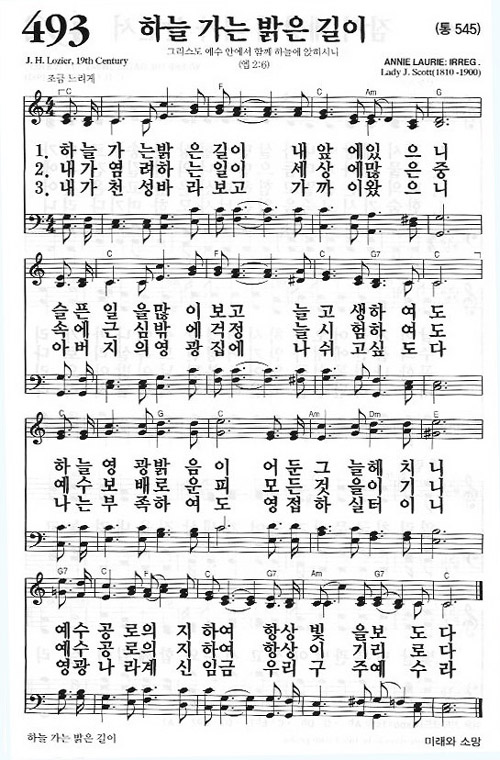 493 하늘 가는 밝은 길이 (통 545)
그리스도 예수 안에서 함께 하늘에 앉히시니
(엡 2:6)
J. H. Lozier, 19th Century
ANNIE LAURIE: IRREG .
Lady J. Scott(1810 -1900)
조금 느리게
C F C Am G
1. 하늘 가 는밝 은길이 내앞 에있 으니
2. 내가 염 려하 는일이 세상 에많 은중
3. 내가 천 성바 라보고 가까 이왔 으니
C F C G7 C
슬픈 일 을많 이보고 늘고 생하 여도
속에 근 심밖 에걱정 늘시 험하 여도
아버 지 의영 광집에 나쉬 고싶 도다
C G C Am Dm E
하늘 영 광밝 음이 어둔 그 늘헤 치니
예수 보 배로 운피 모든 것 을이 기니
나는 부 족하 여도 영접 하 실터 이니
G7 F C Am G7 C
예수 공 로의 지하여 항상 빛 을보 도다
예수 공 로의 지하여 항상 이 기리 로다
영광 나 라계 신임금 우리 구 주예 수라
하늘 가는 밝은 길이
미래와 소망